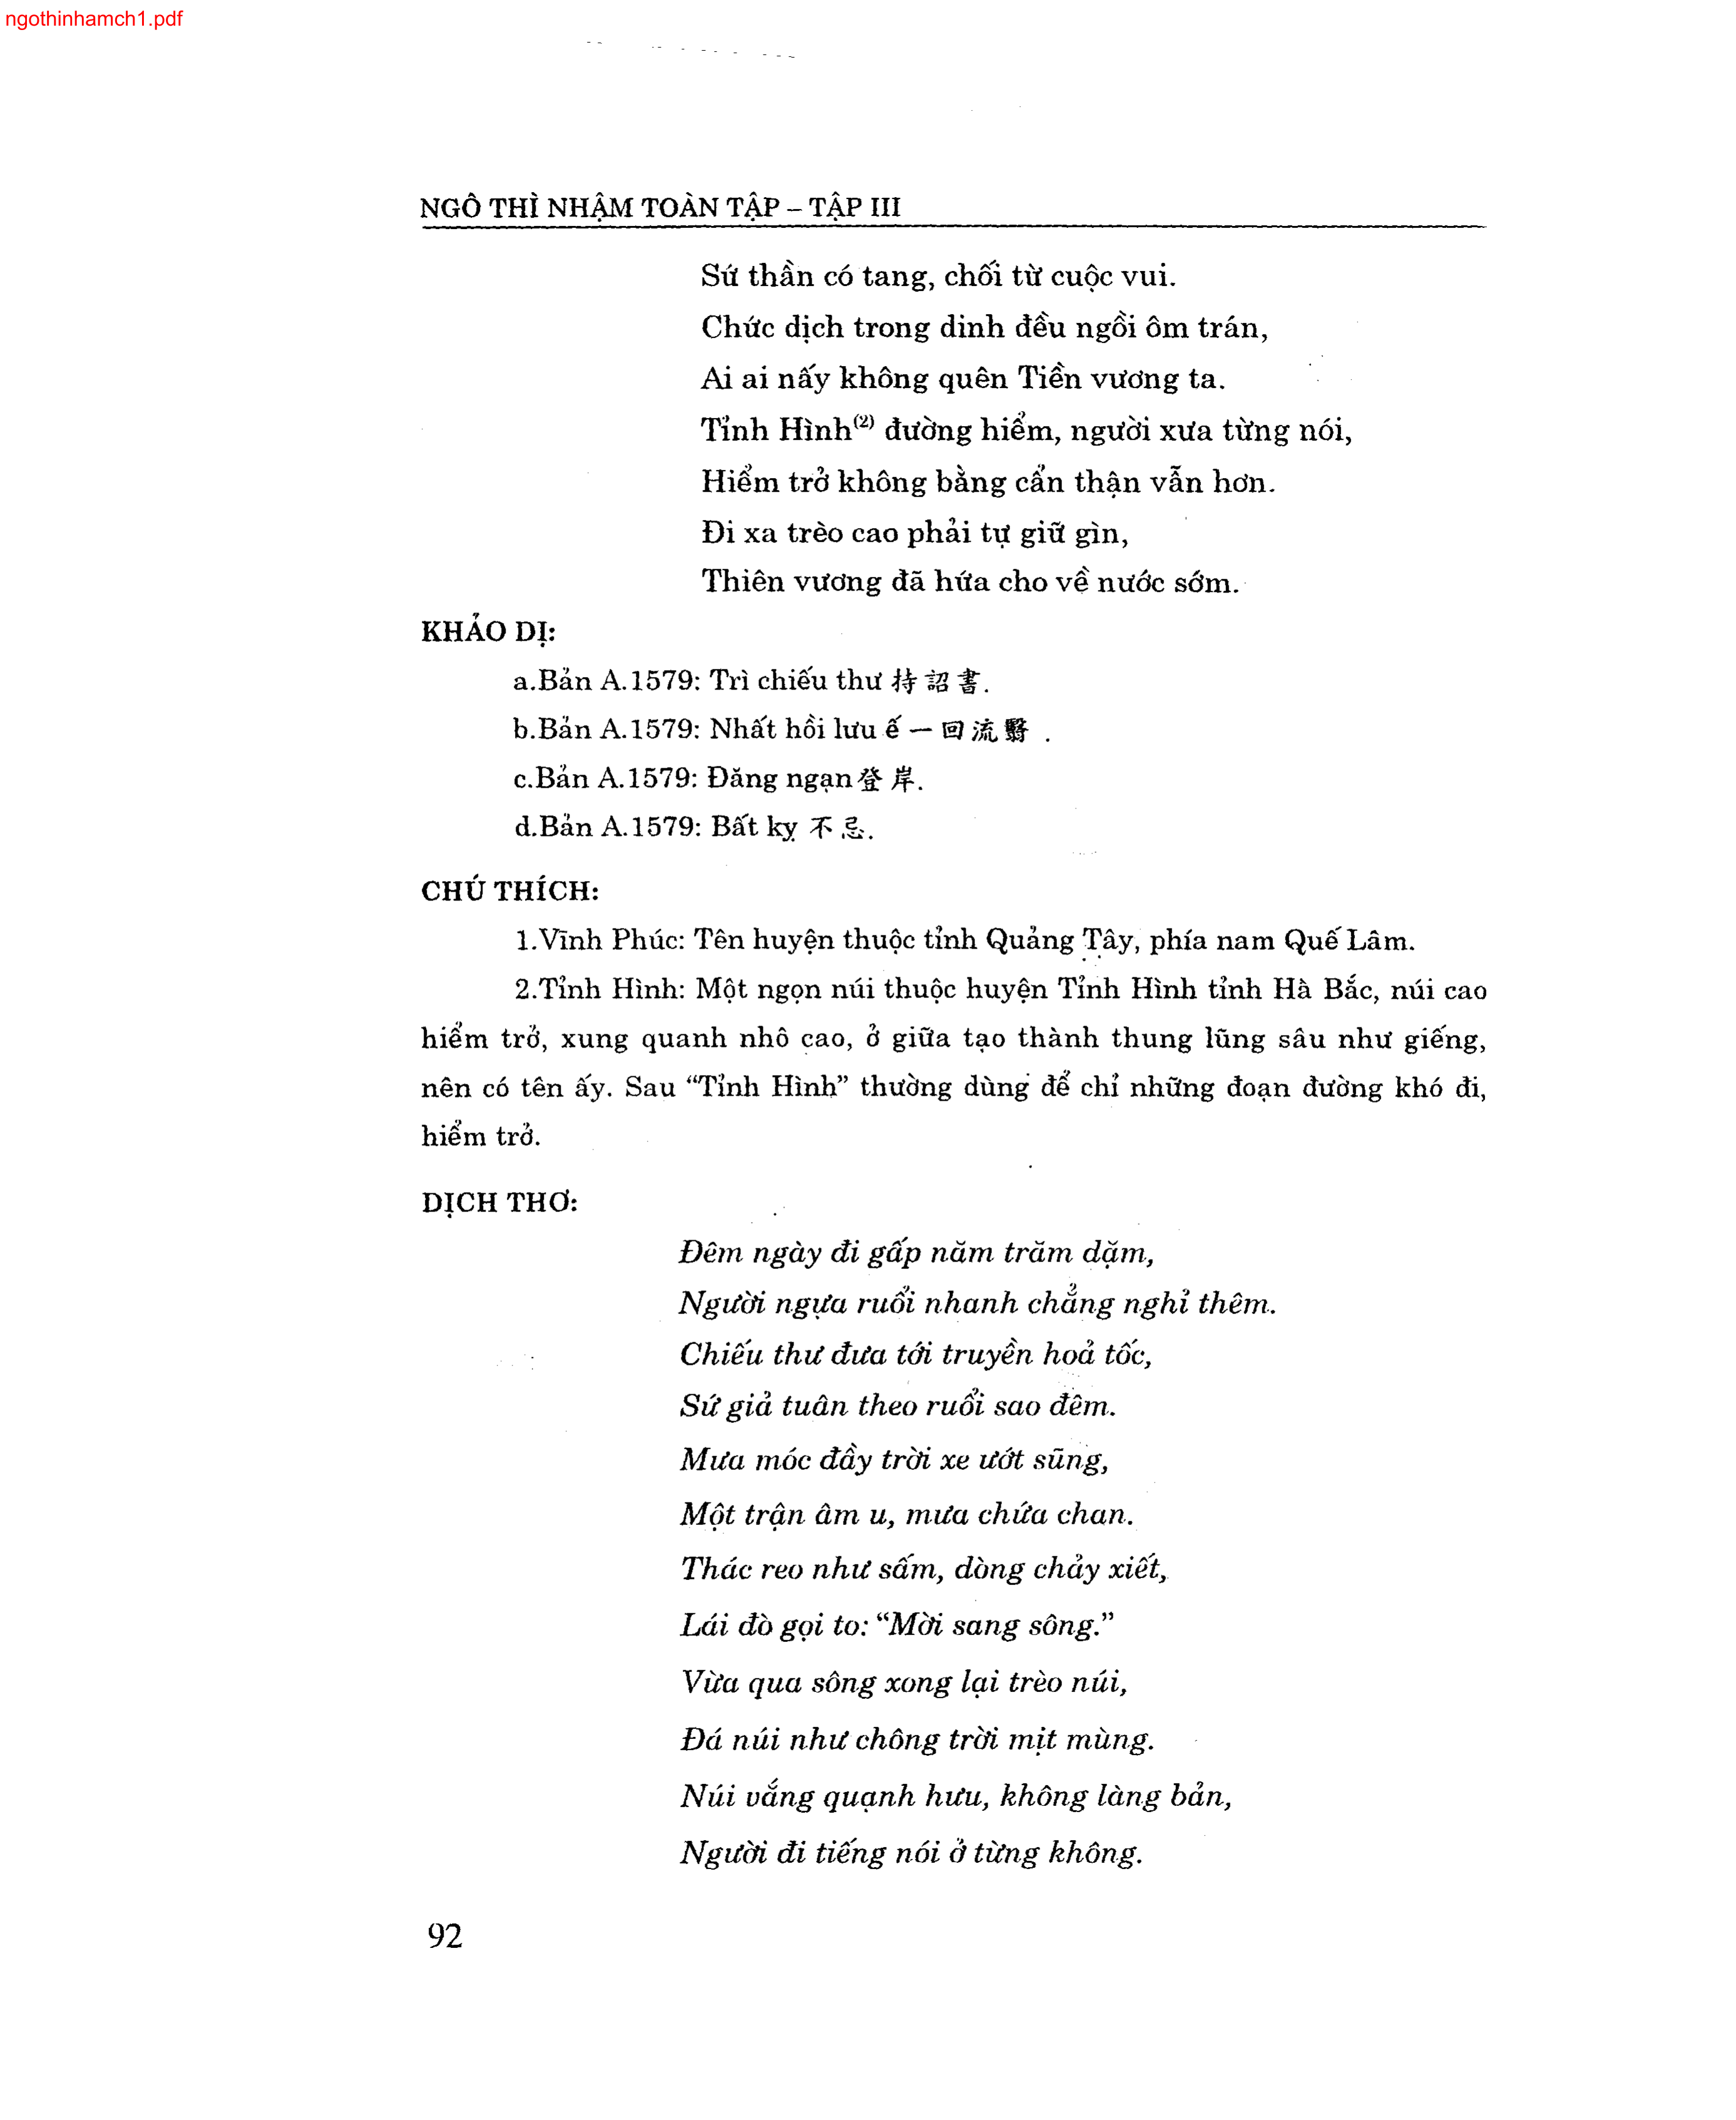 ngothinhamch1.pdf
NGÔ THÌ NHẬM TOÀN TẬP – TẬP III
Sứ thần có tang, chối từ cuộc vui.
Chức dịch trong dinh đều ngồi ôm trán,
Ai ai nấy không quên Tiền vương ta.
Tỉnh Hình(2) đường hiểm, người xưa từng nói,
Hiểm trở không bằng cẩn thận vẫn hơn.
Đi xa trèo cao phải tự giữ gìn,
Thiên vương đã hứa cho về nước sớm.
KHẢO DỊ:
a.Bản A.1579: Trì chiếu thư 持詔書.
b.Bản A.1579: Nhất hồi lưu ế 一回流翳 .
c.Bản A.1579: Đăng ngạn 登岸.
d.Bản A.1579: Bất kỵ 不忌.
CHÚ THÍCH:
1.Vĩnh Phúc: Tên huyện thuộc tỉnh Quảng Tây, phía nam Quế Lâm.
2.Tỉnh Hình: Một ngọn núi thuộc huyện Tỉnh Hình tỉnh Hà Bắc, núi cao
hiểm trở, xung quanh nhô cao, ở giữa tạo thành thung lũng sâu như giếng,
nên có tên ấy. Sau “Tỉnh Hình” thường dùng để chỉ những đoạn đường khó đi,
hiểm trở.
DỊCH THƠ:
Đêm ngày đi gấp năm trăm dặm,
Người ngựa ruổi nhanh chẳng nghỉ thêm.
Chiếu thư đưa tới truyền hoả tốc,
Sứ giả tuân theo ruổi sao đêm.
Mưa móc đầy trời xe ướt sũng,
Một trận âm u, mưa chứa chan.
Thác reo như sấm, dòng chảy xiết,
Lái đò gọi to: “Mời sang sông.”
Vừa qua sông xong lại trèo núi,
Đá núi như chông trời mịt mùng.
Núi vắng quạnh hưu, không làng bản,
Người đi tiếng nói ở từng không.
92